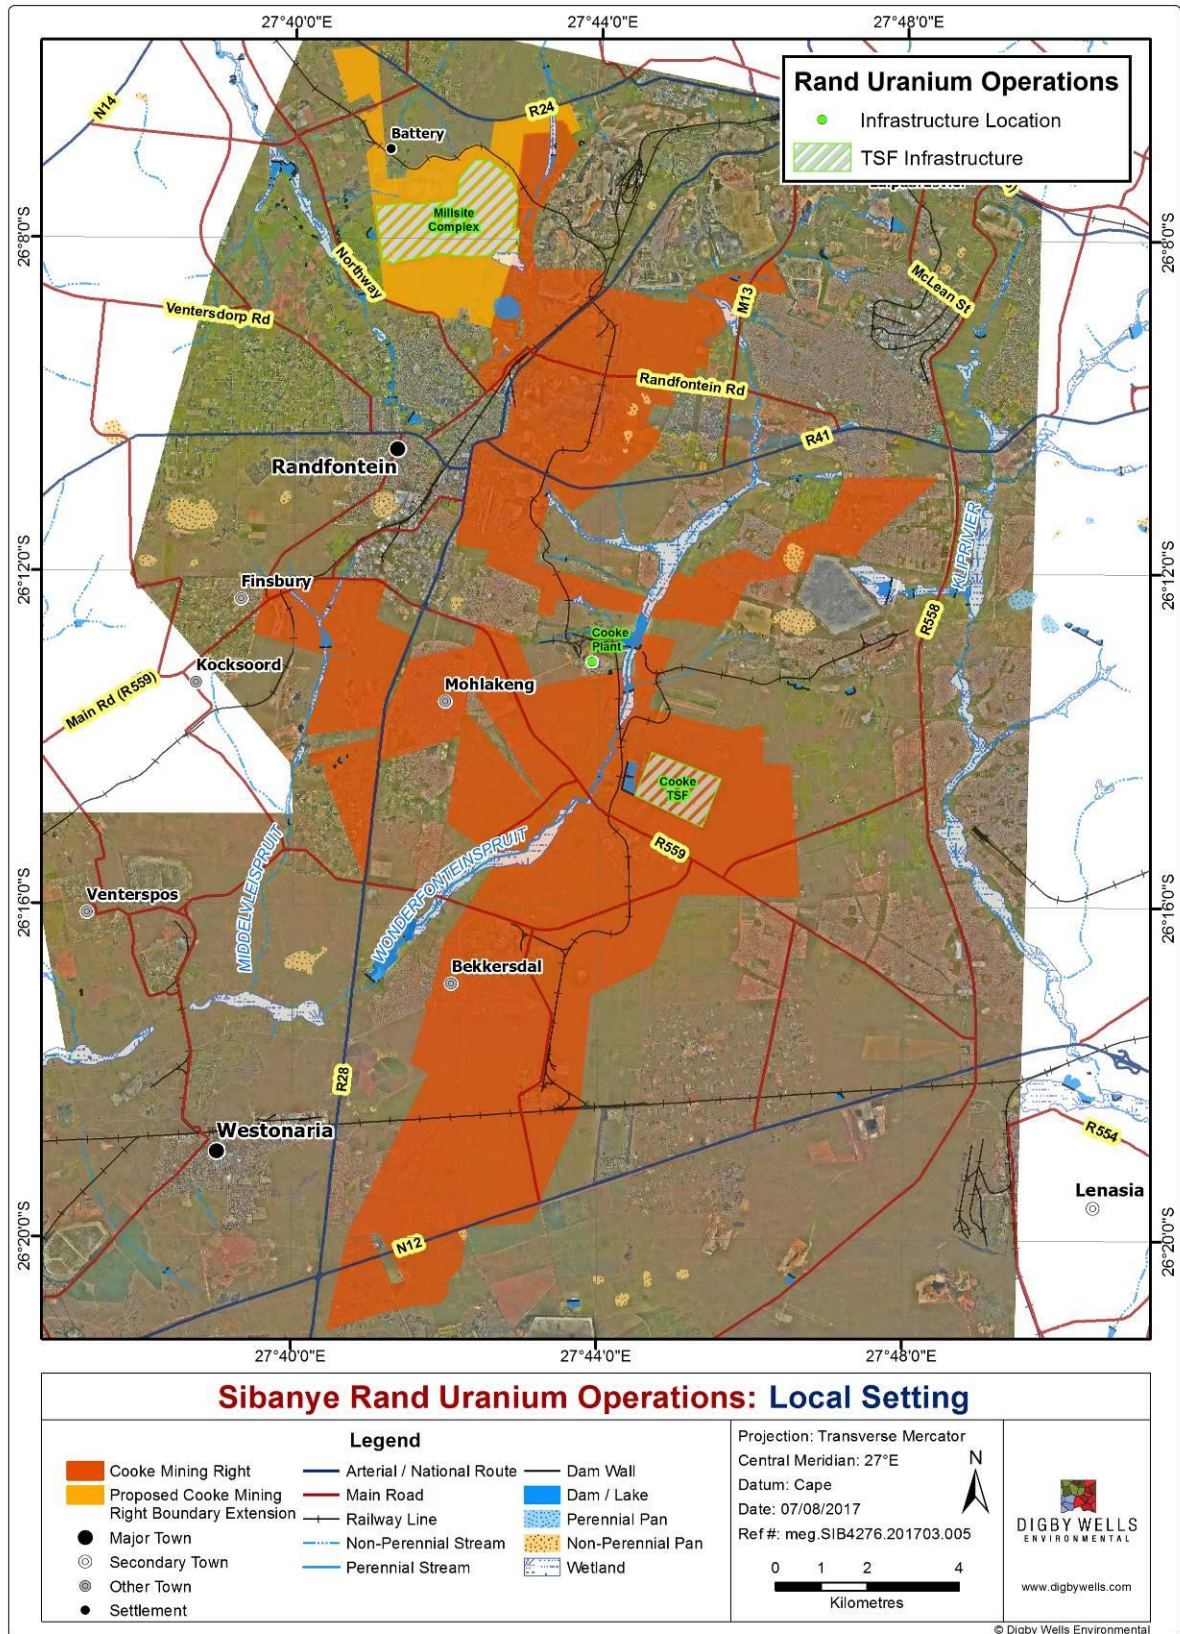 27°40'0"E
27°44'0"E
27°48'0"E
Rand Uranium Operations
Infrastructure Location
TSF Infrastructure
N14
R24
Battery
Millsite
Complex
26°8'0"S
26°8'0"S
Northway
Ventersdorp Rd
M13
McLean St
Randfontein Rd
R41
Randfontein
KLIPRIVIER
26°12'0"S
26°12'0"S
Finsbury
R558
Cooke
Plant
Kocksoord
Mohlakeng
Main Rd (R559)
Cooke
TSF
R559
WONDERFONTEINSPRUIT
MIDDELVLEISPRUIT
Venterspos
26°16'0"S
26°16'0"S
Bekkersdal
R28
Westonaria
R554
Lenasia
26°20'0"S
26°20'0"S
N12
27°40'0"E
27°44'0"E
27°48'0"E
Sibanye Rand Uranium Operations: Local Setting
Legend
Cooke Mining Right
Proposed Cooke Mining
Right Boundary Extension
Major Town
Secondary Town
Other Town
Settlement
Arterial / National Route
Main Road
Railway Line
Non-Perennial Stream
Perennial Stream
Dam Wall
Dam / Lake
Perennial Pan
Non-Perennial Pan
Wetland
Projection: Transverse Mercator
Central Meridian: 27°E
Datum: Cape
Date: 07/08/2017
Ref #: meg.SIB4276.201703.005
N
0 1 2 4
Kilometres
DIGBY WELLS
ENVIRONMENTAL
www.digbywells.com
© Digby Wells Environmental